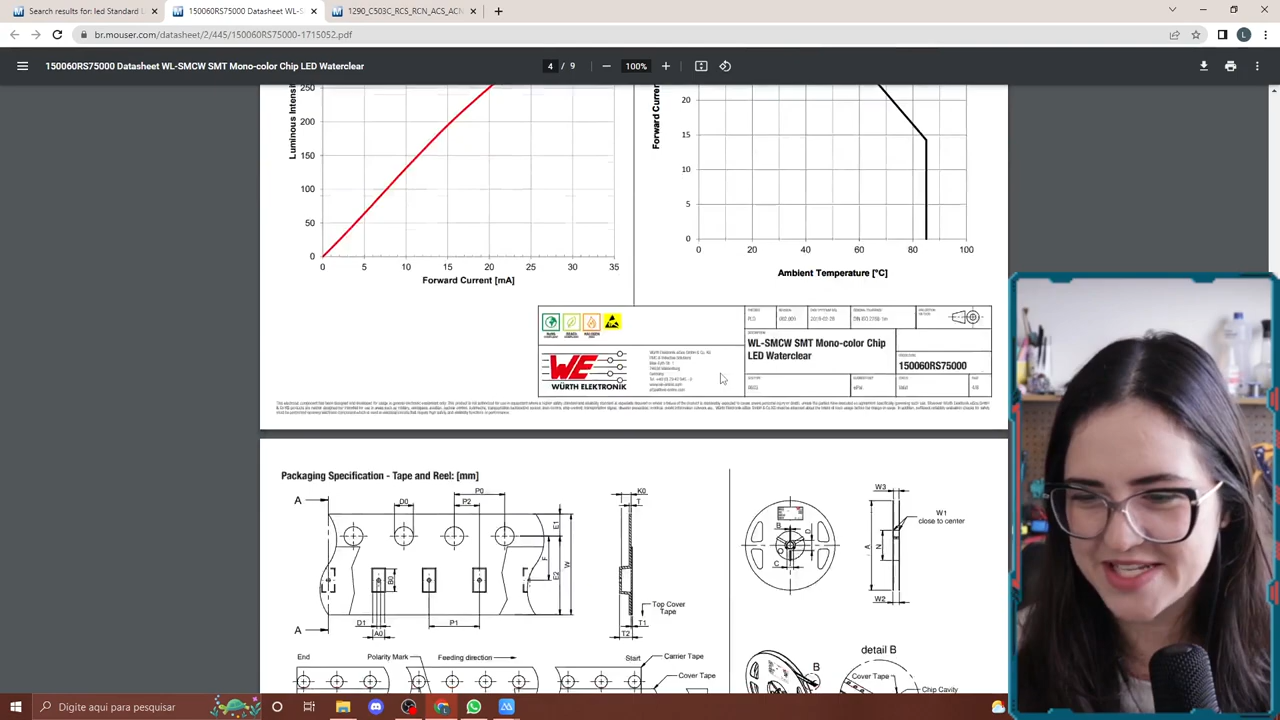 Search results for: led Standard L
150060RS75000 Datasheet WL-S
1290_C503C_RCS_RCN_ACS_ACN
br.mouser.com/datasheet/2/445/150060RS75000-1715052.pdf
150060RS75000 Datasheet WL-SMCW SMT Mono-color Chip LED Waterclear
4 / 9
100%
Luminous Intensi
250
200
150
100
50
0
0 5 10 15 20 25 30 35
Forward Current [mA]
Forward Curren
20
15
10
5
0
0 20 40 60 80 100
Ambient Temperature [°C]
WÜRTH ELEKTRONIK
WL-SMCW SMT Mono-color Chip
LED Waterclear
150060RS75000
Packaging Specification - Tape and Reel: [mm]
A
D0
P0
P2
E1
F
E2
W
B0
D1
A0
P1
A
K0
T
Top Cover
Tape
T1
T2
B
D
C
W3
W1
close to center
A
N
W2
End
Polarity Mark
Feeding direction
Start
Carrier Tape
Cover Tape
B
detail B
Cover Tape
Chip Cavity
Digite aqui para pesquisar